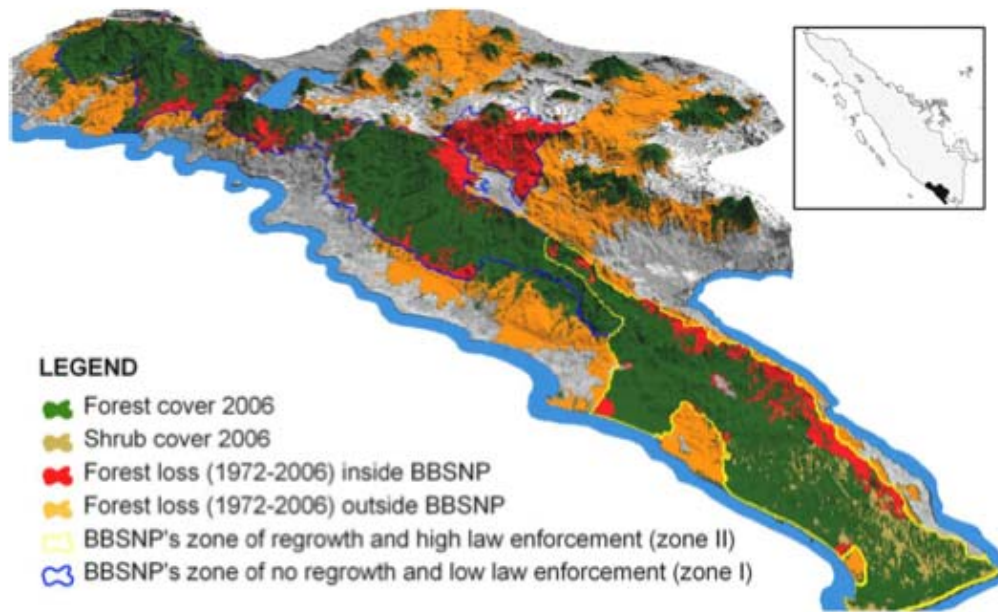 LEGEND
Forest cover 2006
Shrub cover 2006
Forest loss (1972-2006) inside BBSNP
Forest loss (1972-2006) outside BBSNP
BBSNP's zone of regrowth and high law enforcement (zone II)
BBSNP's zone of no regrowth and low law enforcement (zone I)